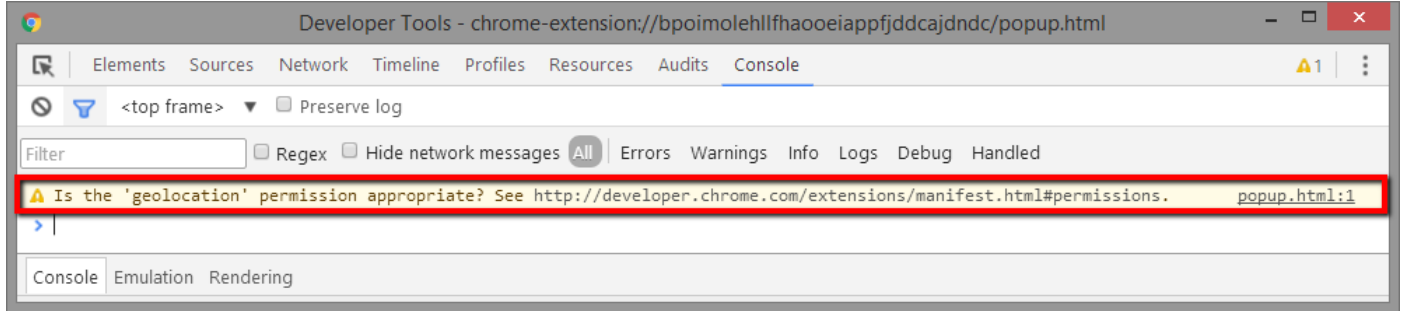 Developer Tools - chrome-extension://bpoimolehllfhaooeiappfjddcajdndc/popup.html
Elements Sources Network Timeline Profiles Resources Audits Console 1
<top frame> ▼ Preserve log
Filter Regex Hide network messages All Errors Warnings Info Logs Debug Handled
Is the 'geolocation' permission appropriate? See http://developer.chrome.com/extensions/manifest.html#permissions. popup.html:1
>
Console Emulation Rendering